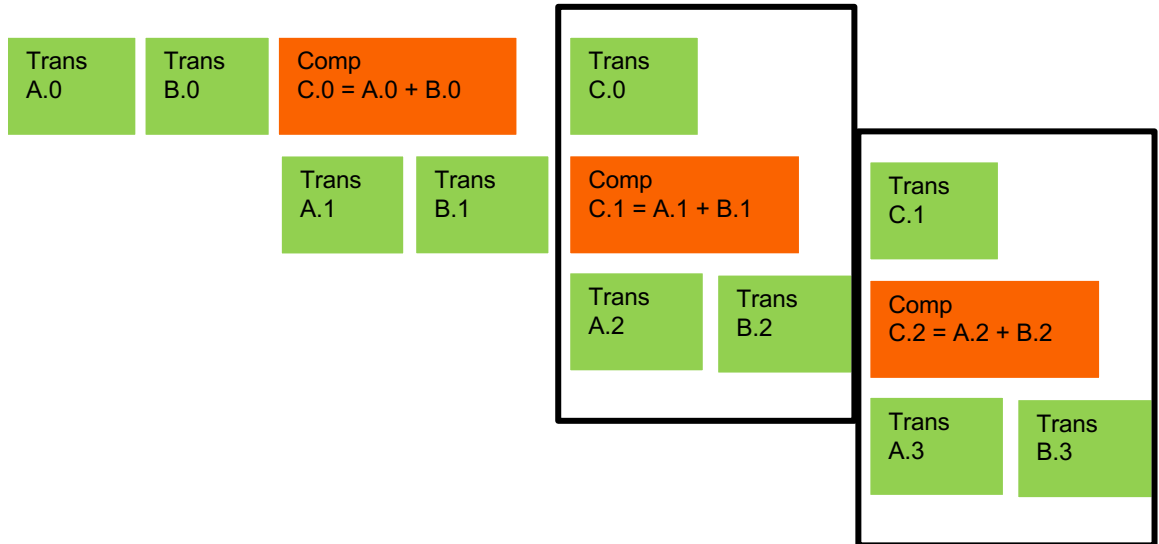 Trans
A.0
Trans
B.0
Comp
C.0 = A.0 + B.0
Trans
C.0
Trans
A.1
Trans
B.1
Comp
C.1 = A.1 + B.1
Trans
C.1
Trans
A.2
Trans
B.2
Comp
C.2 = A.2 + B.2
Trans
A.3
Trans
B.3